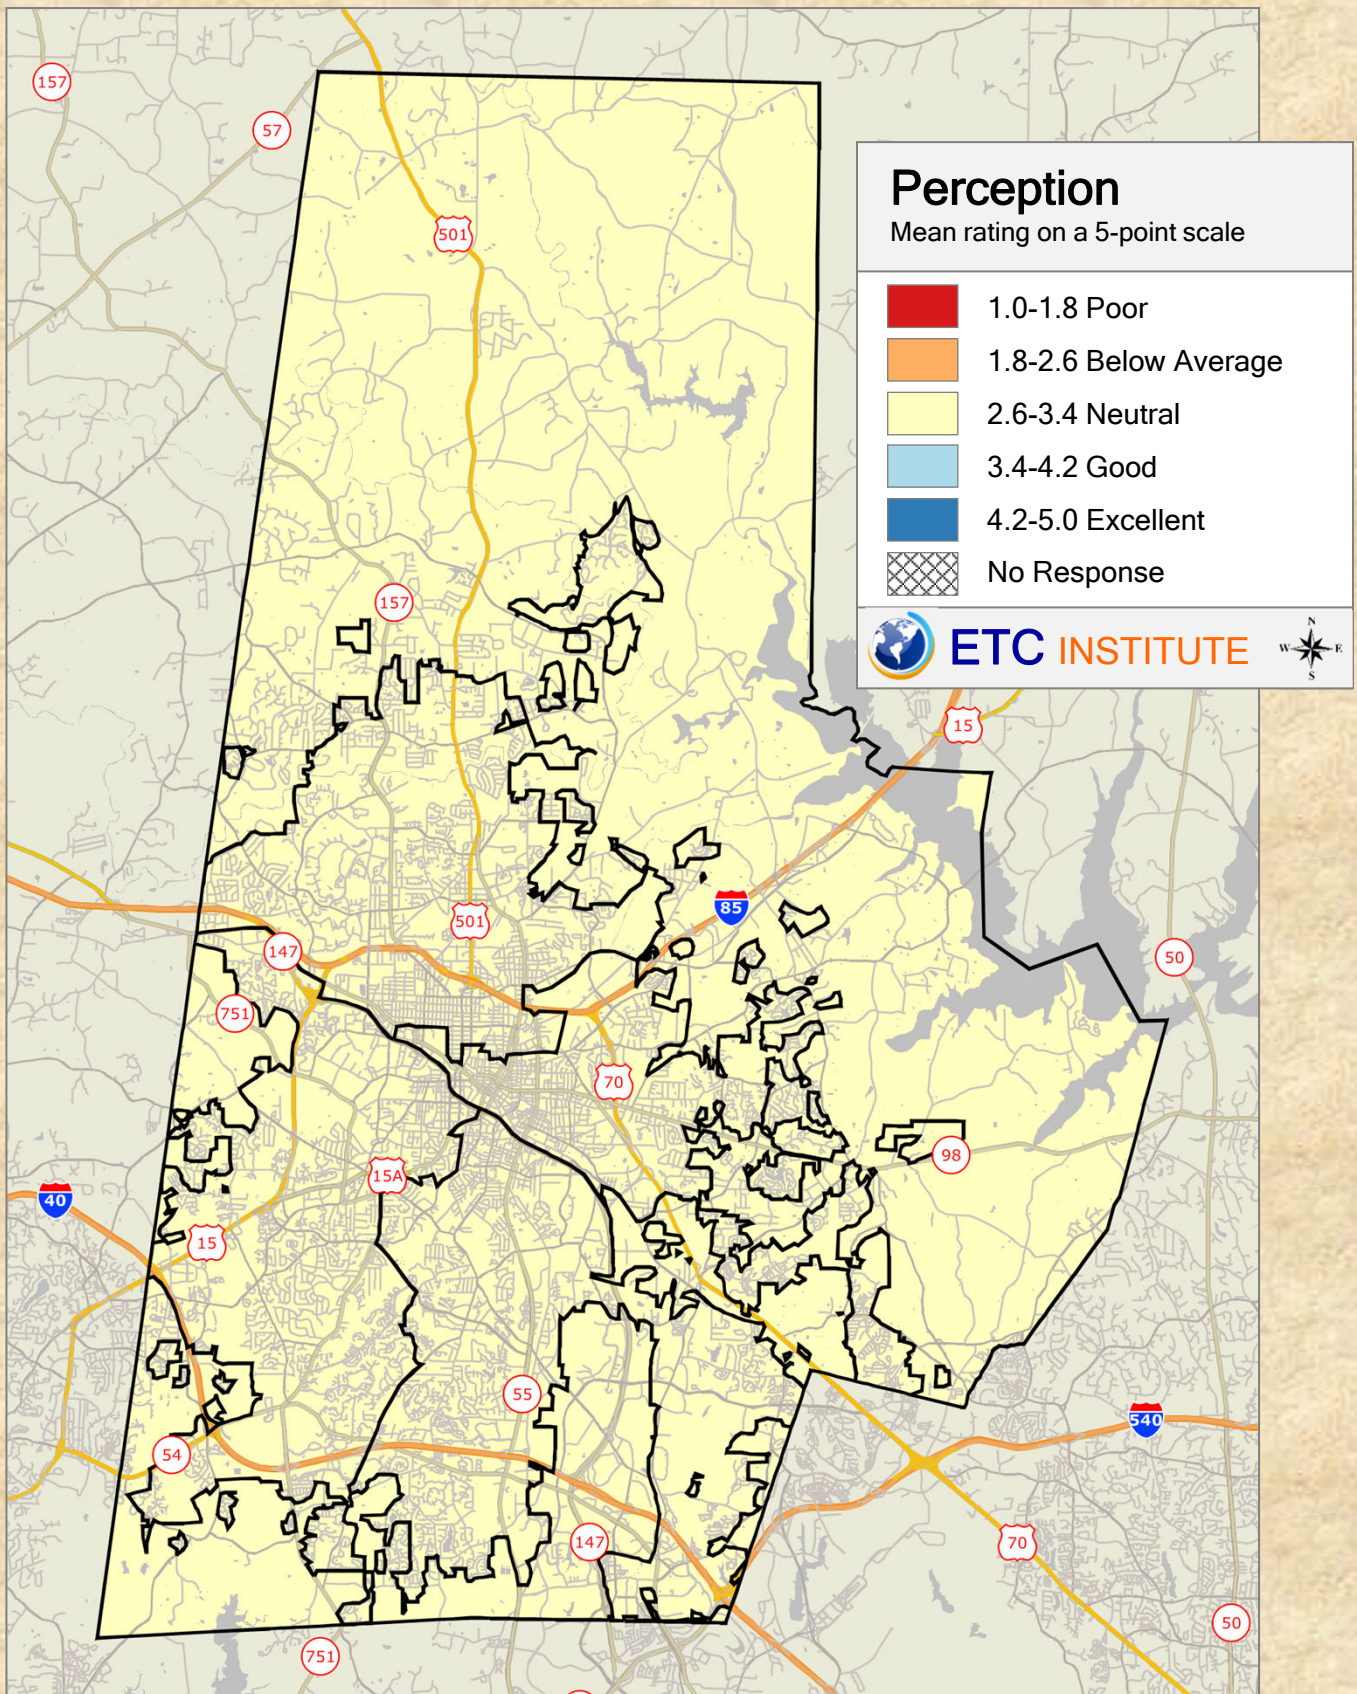 157
57
501
Perception
Mean rating on a 5-point scale
1.0-1.8 Poor
1.8-2.6 Below Average
2.6-3.4 Neutral
3.4-4.2 Good
4.2-5.0 Excellent
No Response
ETC INSTITUTE
N
W E
S
157
15
85
501
147
50
751
70
98
15A
40
15
55
540
54
147
70
50
751